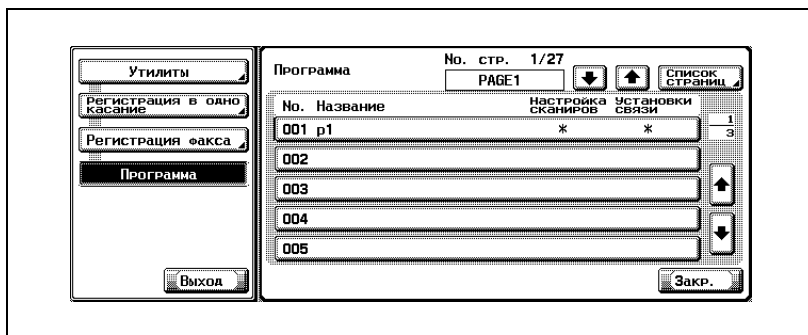 Утилиты
Регистрация в одно касание
Регистрация факса
Программа
Выход
Программа
No. стр. 1/27
PAGE1
Список страниц
No. Название
Настройка сканиров
Установки связи
001 p1 * *
1
3
002
003
004
005
Закр.